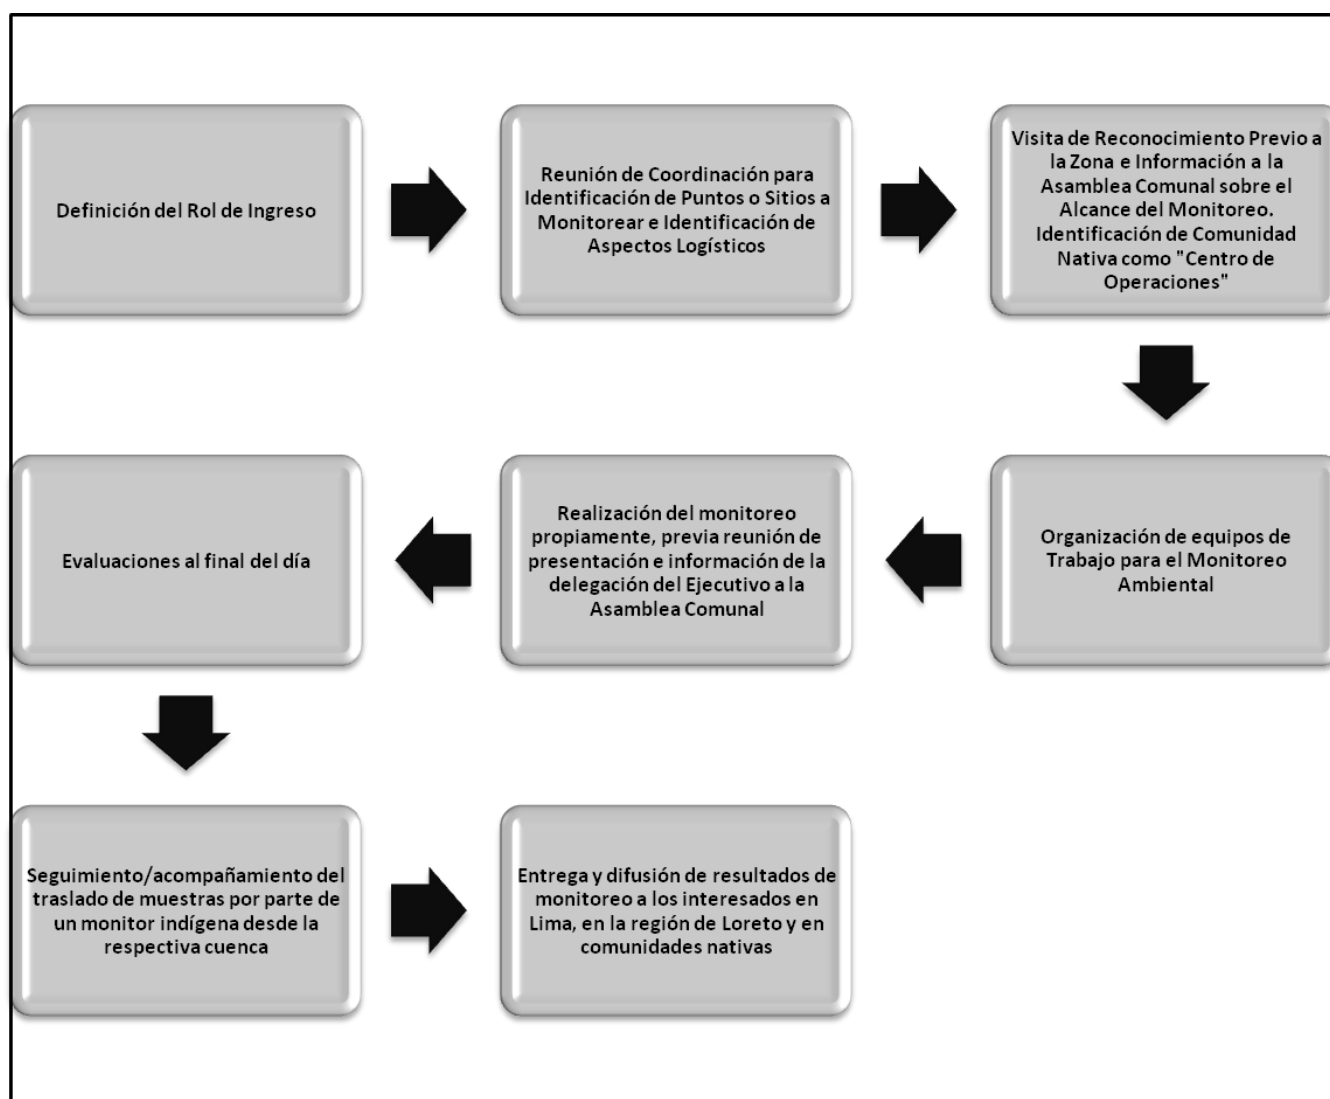 Definición del Rol de Ingreso
Reunión de Coordinación para
Identificación de Puntos o Sitios a
Monitorear e Identificación de
Aspectos Logísticos
Visita de Reconocimiento Previo a
la Zona e Información a la
Asamblea Comunal sobre el
Alcance del Monitoreo.
Identificación de Comunidad
Nativa como "Centro de
Operaciones"
Organización de equipos de
Trabajo para el Monitoreo
Ambiental
Realización del monitoreo
propiamente, previa reunión de
presentación e información de la
delegación del Ejecutivo a la
Asamblea Comunal
Evaluaciones al final del día
Seguimiento/acompañamiento del
traslado de muestras por parte de
un monitor indígena desde la
respectiva cuenca
Entrega y difusión de resultados de
monitoreo a los interesados en
Lima, en la región de Loreto y en
comunidades nativas